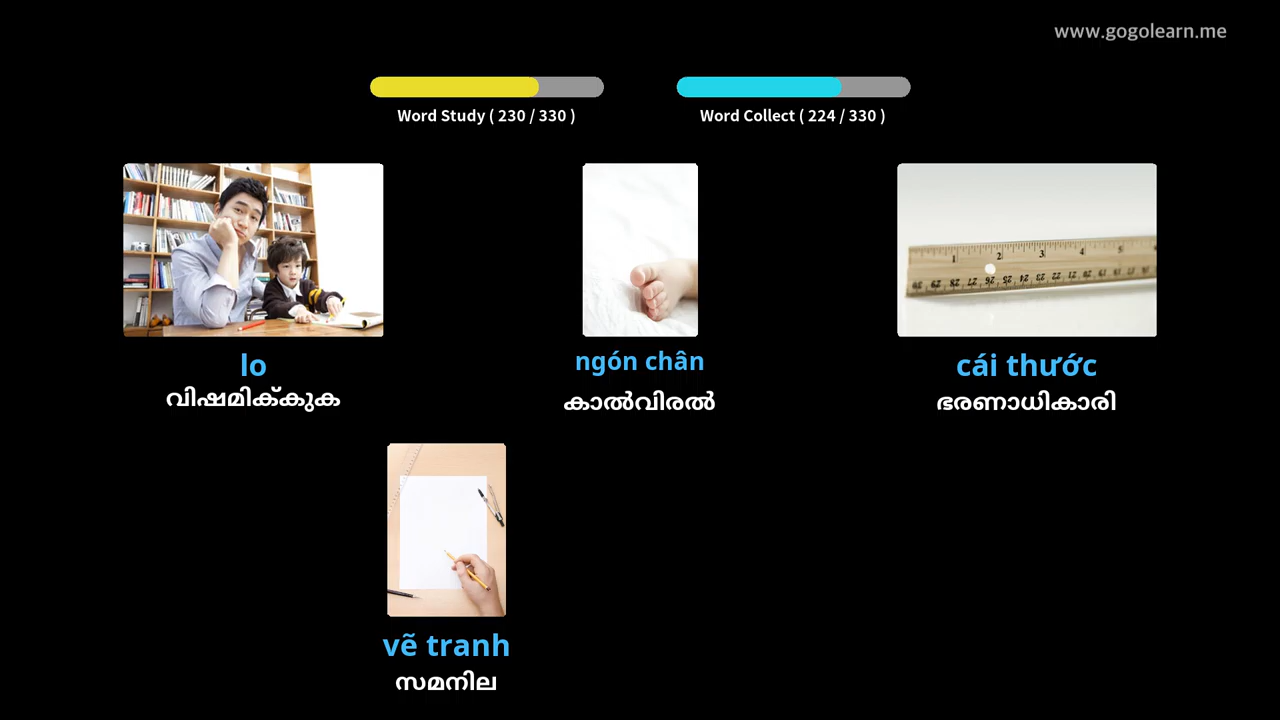 www.gogolearn.me
Word Study ( 230 / 330 )
Word Collect ( 224 / 330 )
lo
വിഷമിക്കുക
ngón chân
കാൽവിരൽ
cái thước
ഭരണാധികാരി
vẽ tranh
സമനില